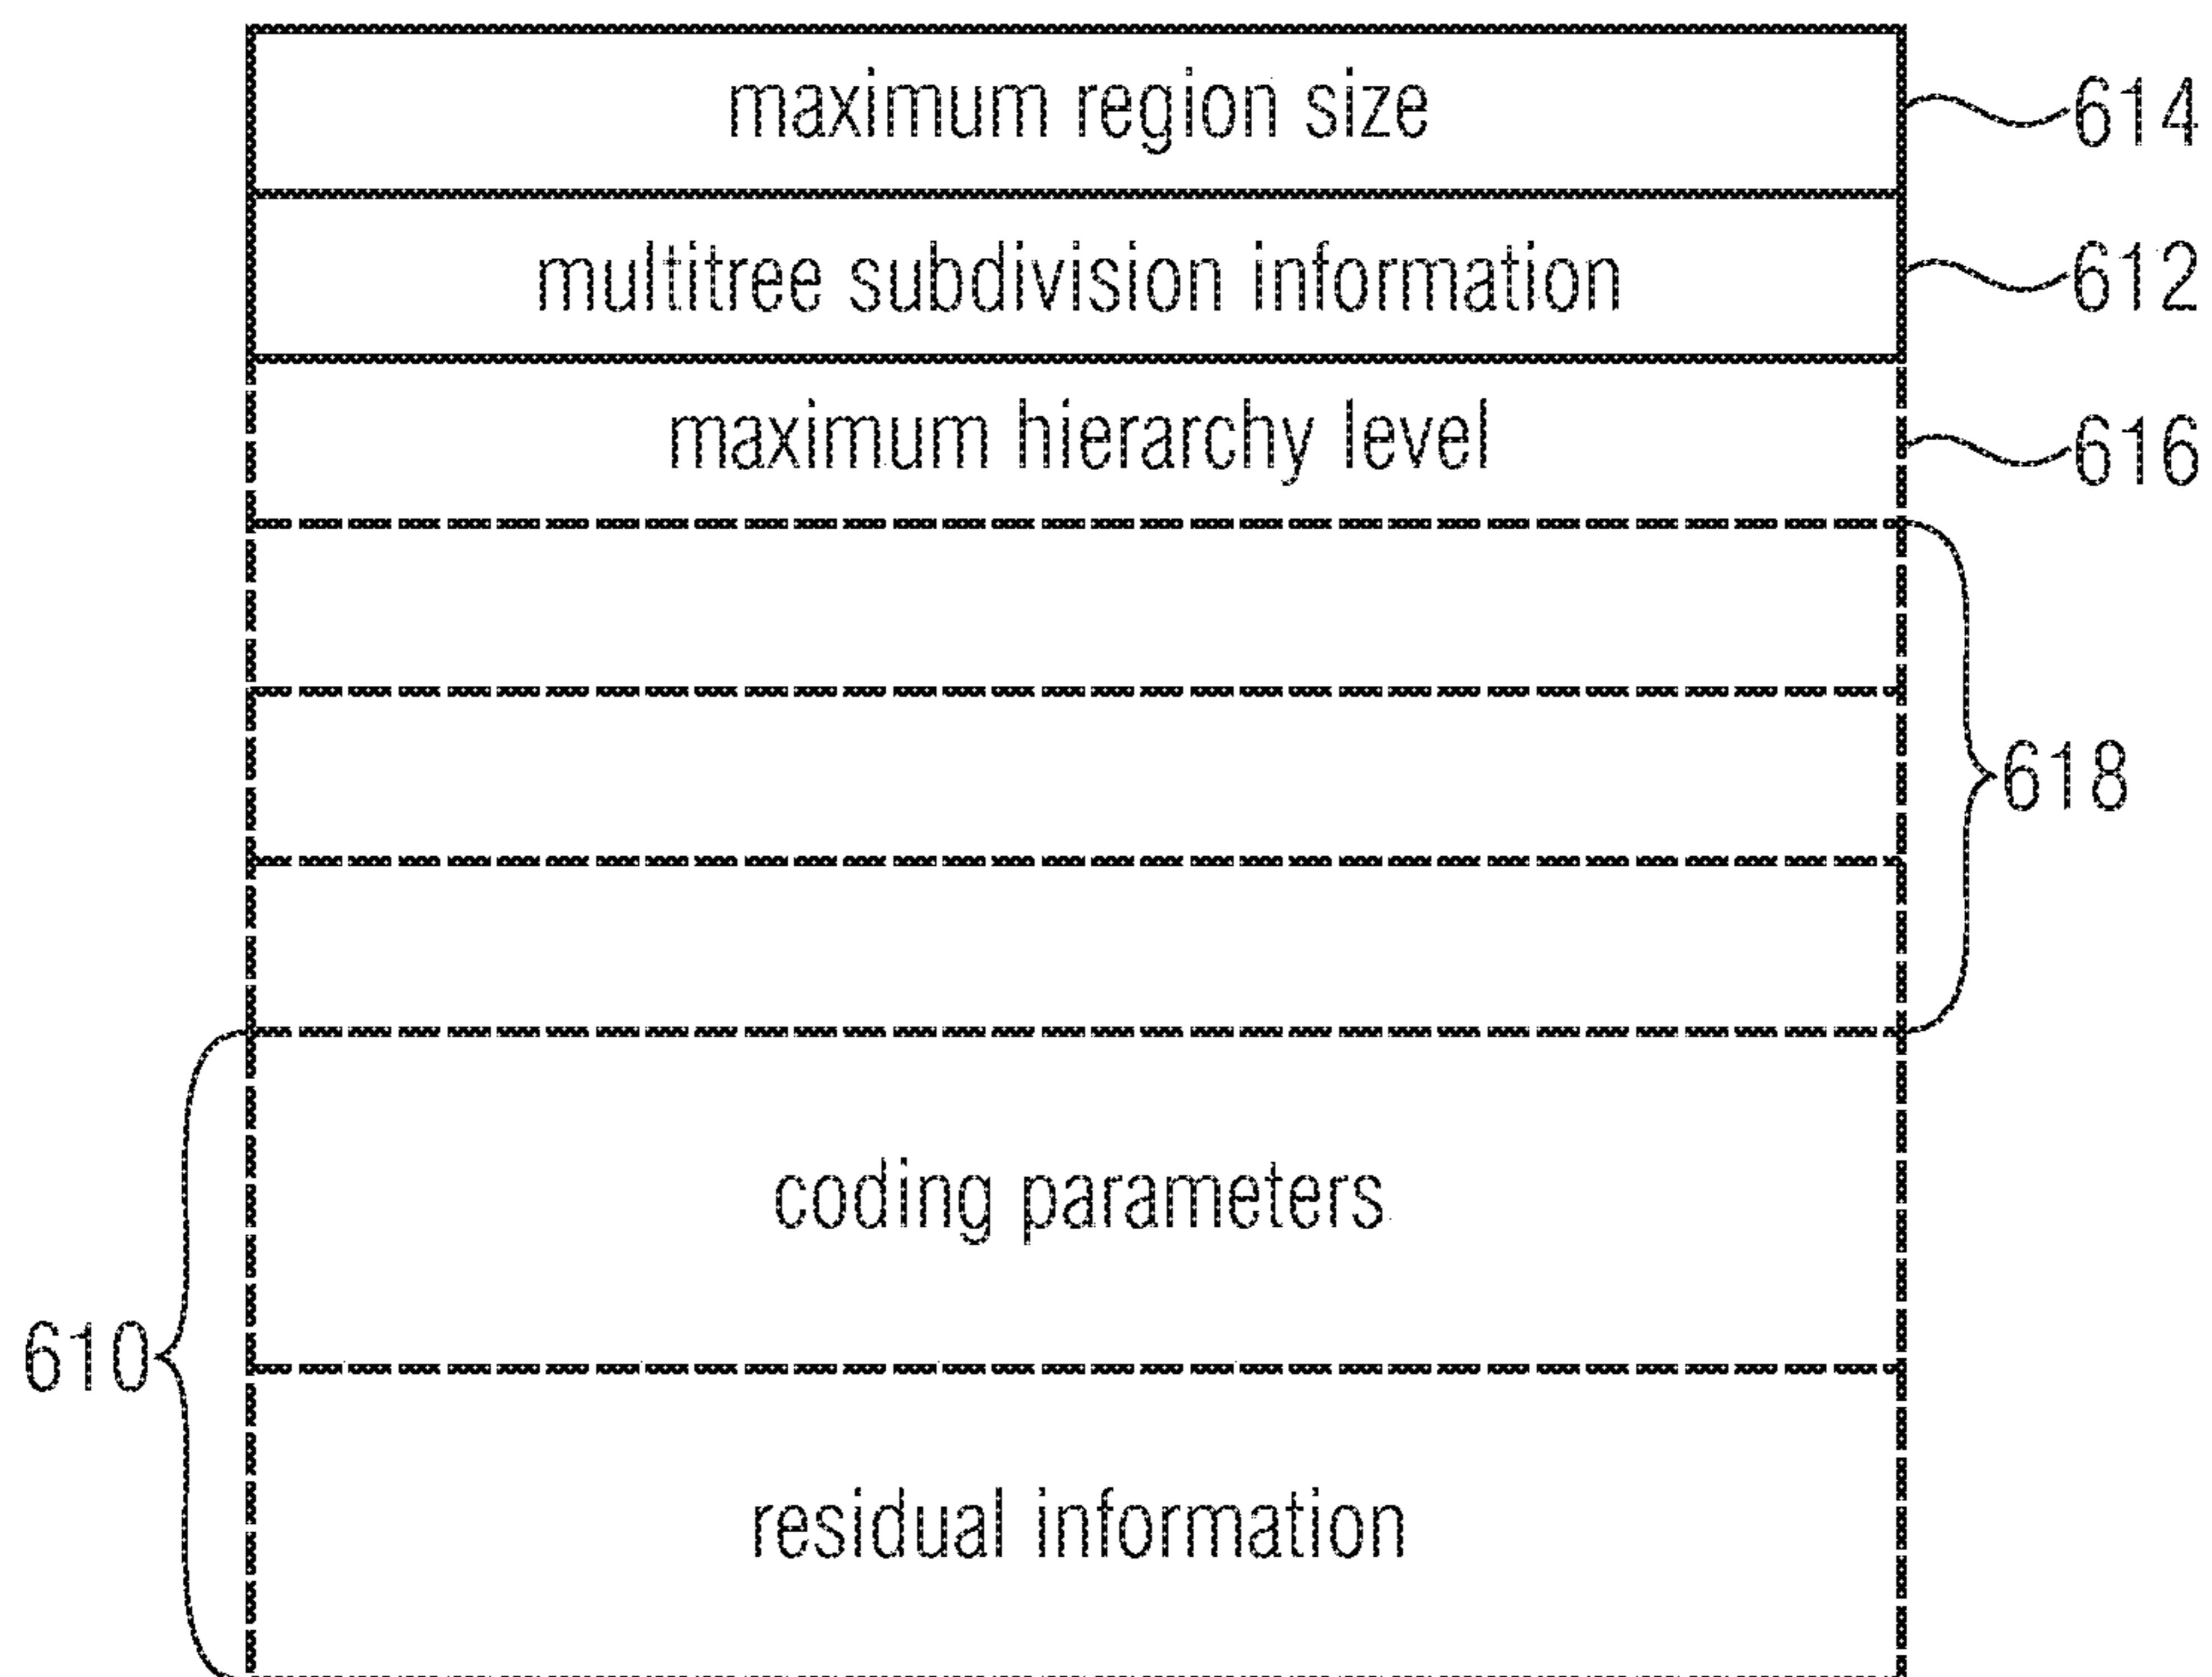 maximum region size
614
multitree subdivision information
612
maximum hierarchy level
616
618
coding parameters
610
residual information